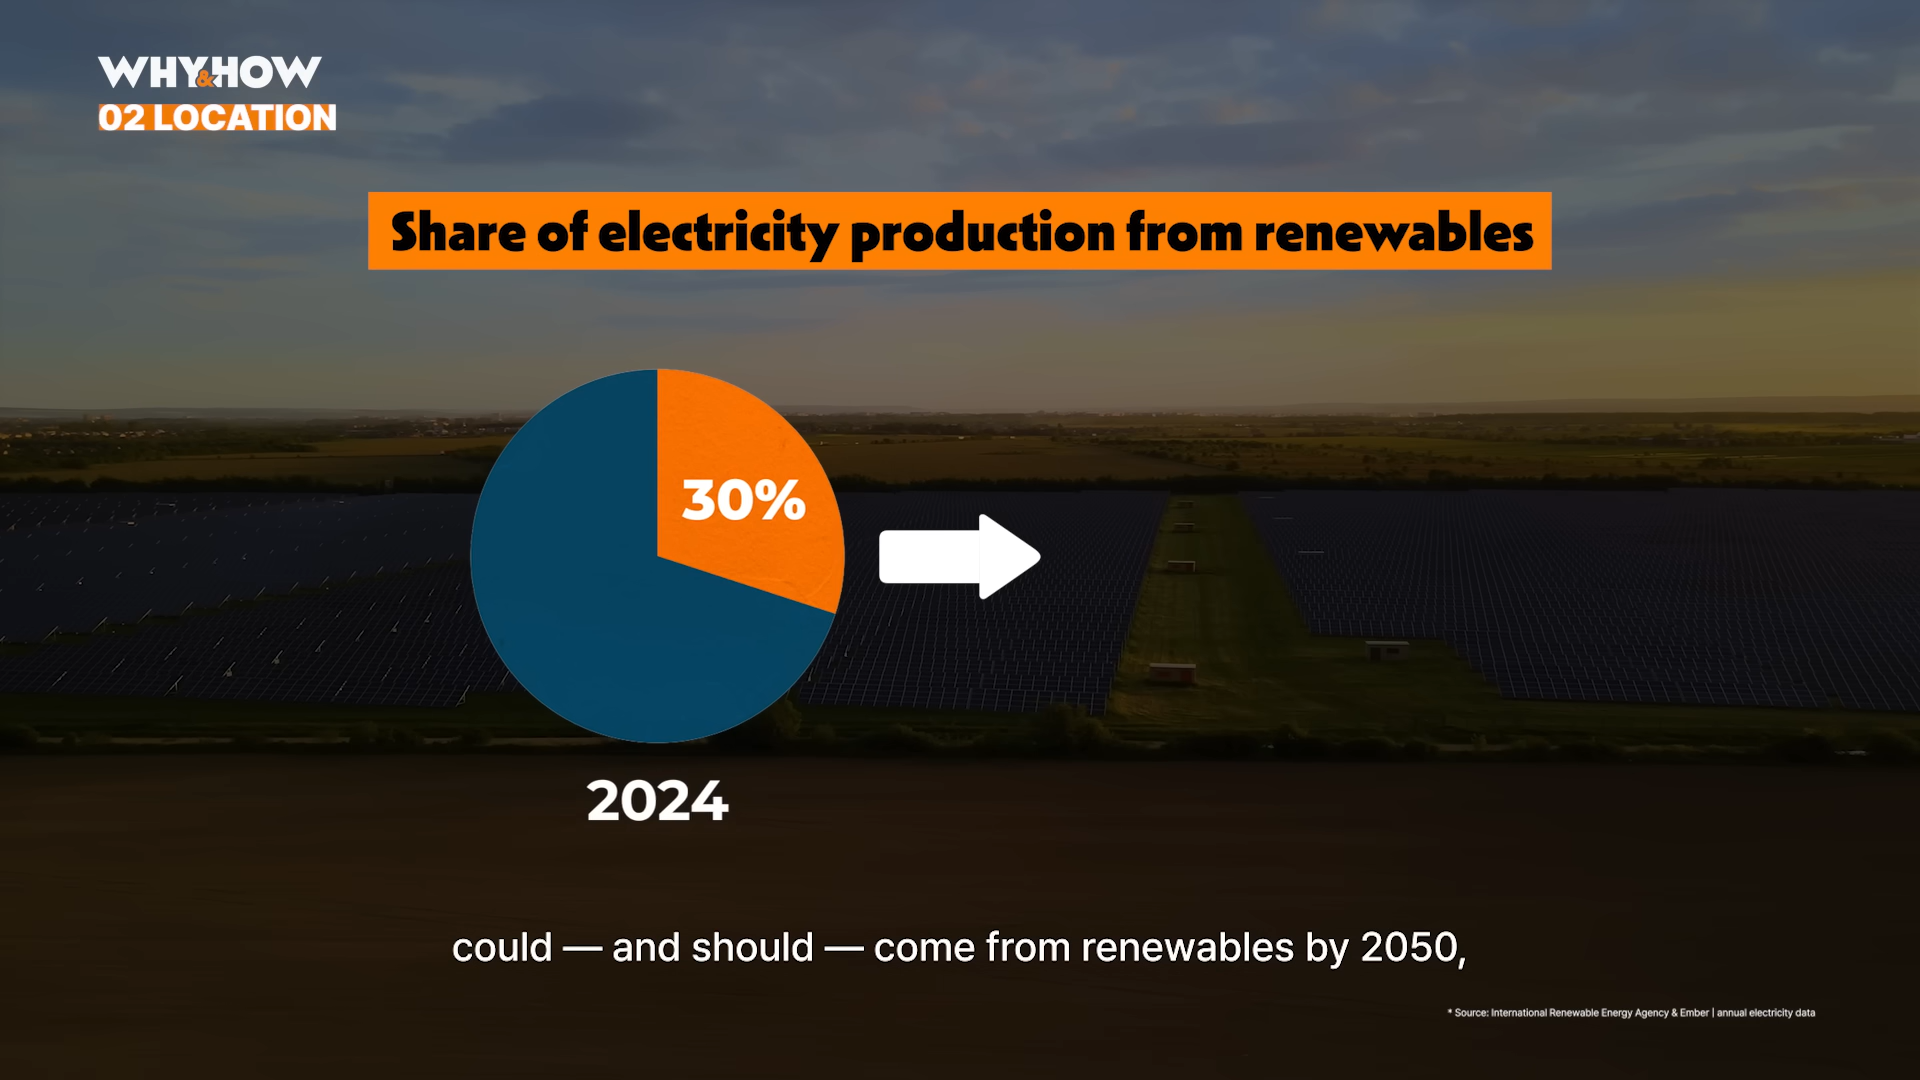 WHY&HOW
02 LOCATION
Share of electricity production from renewables
30%
2024
could — and should — come from renewables by 2050,
* Source: International Renewable Energy Agency & Ember | annual electricity data